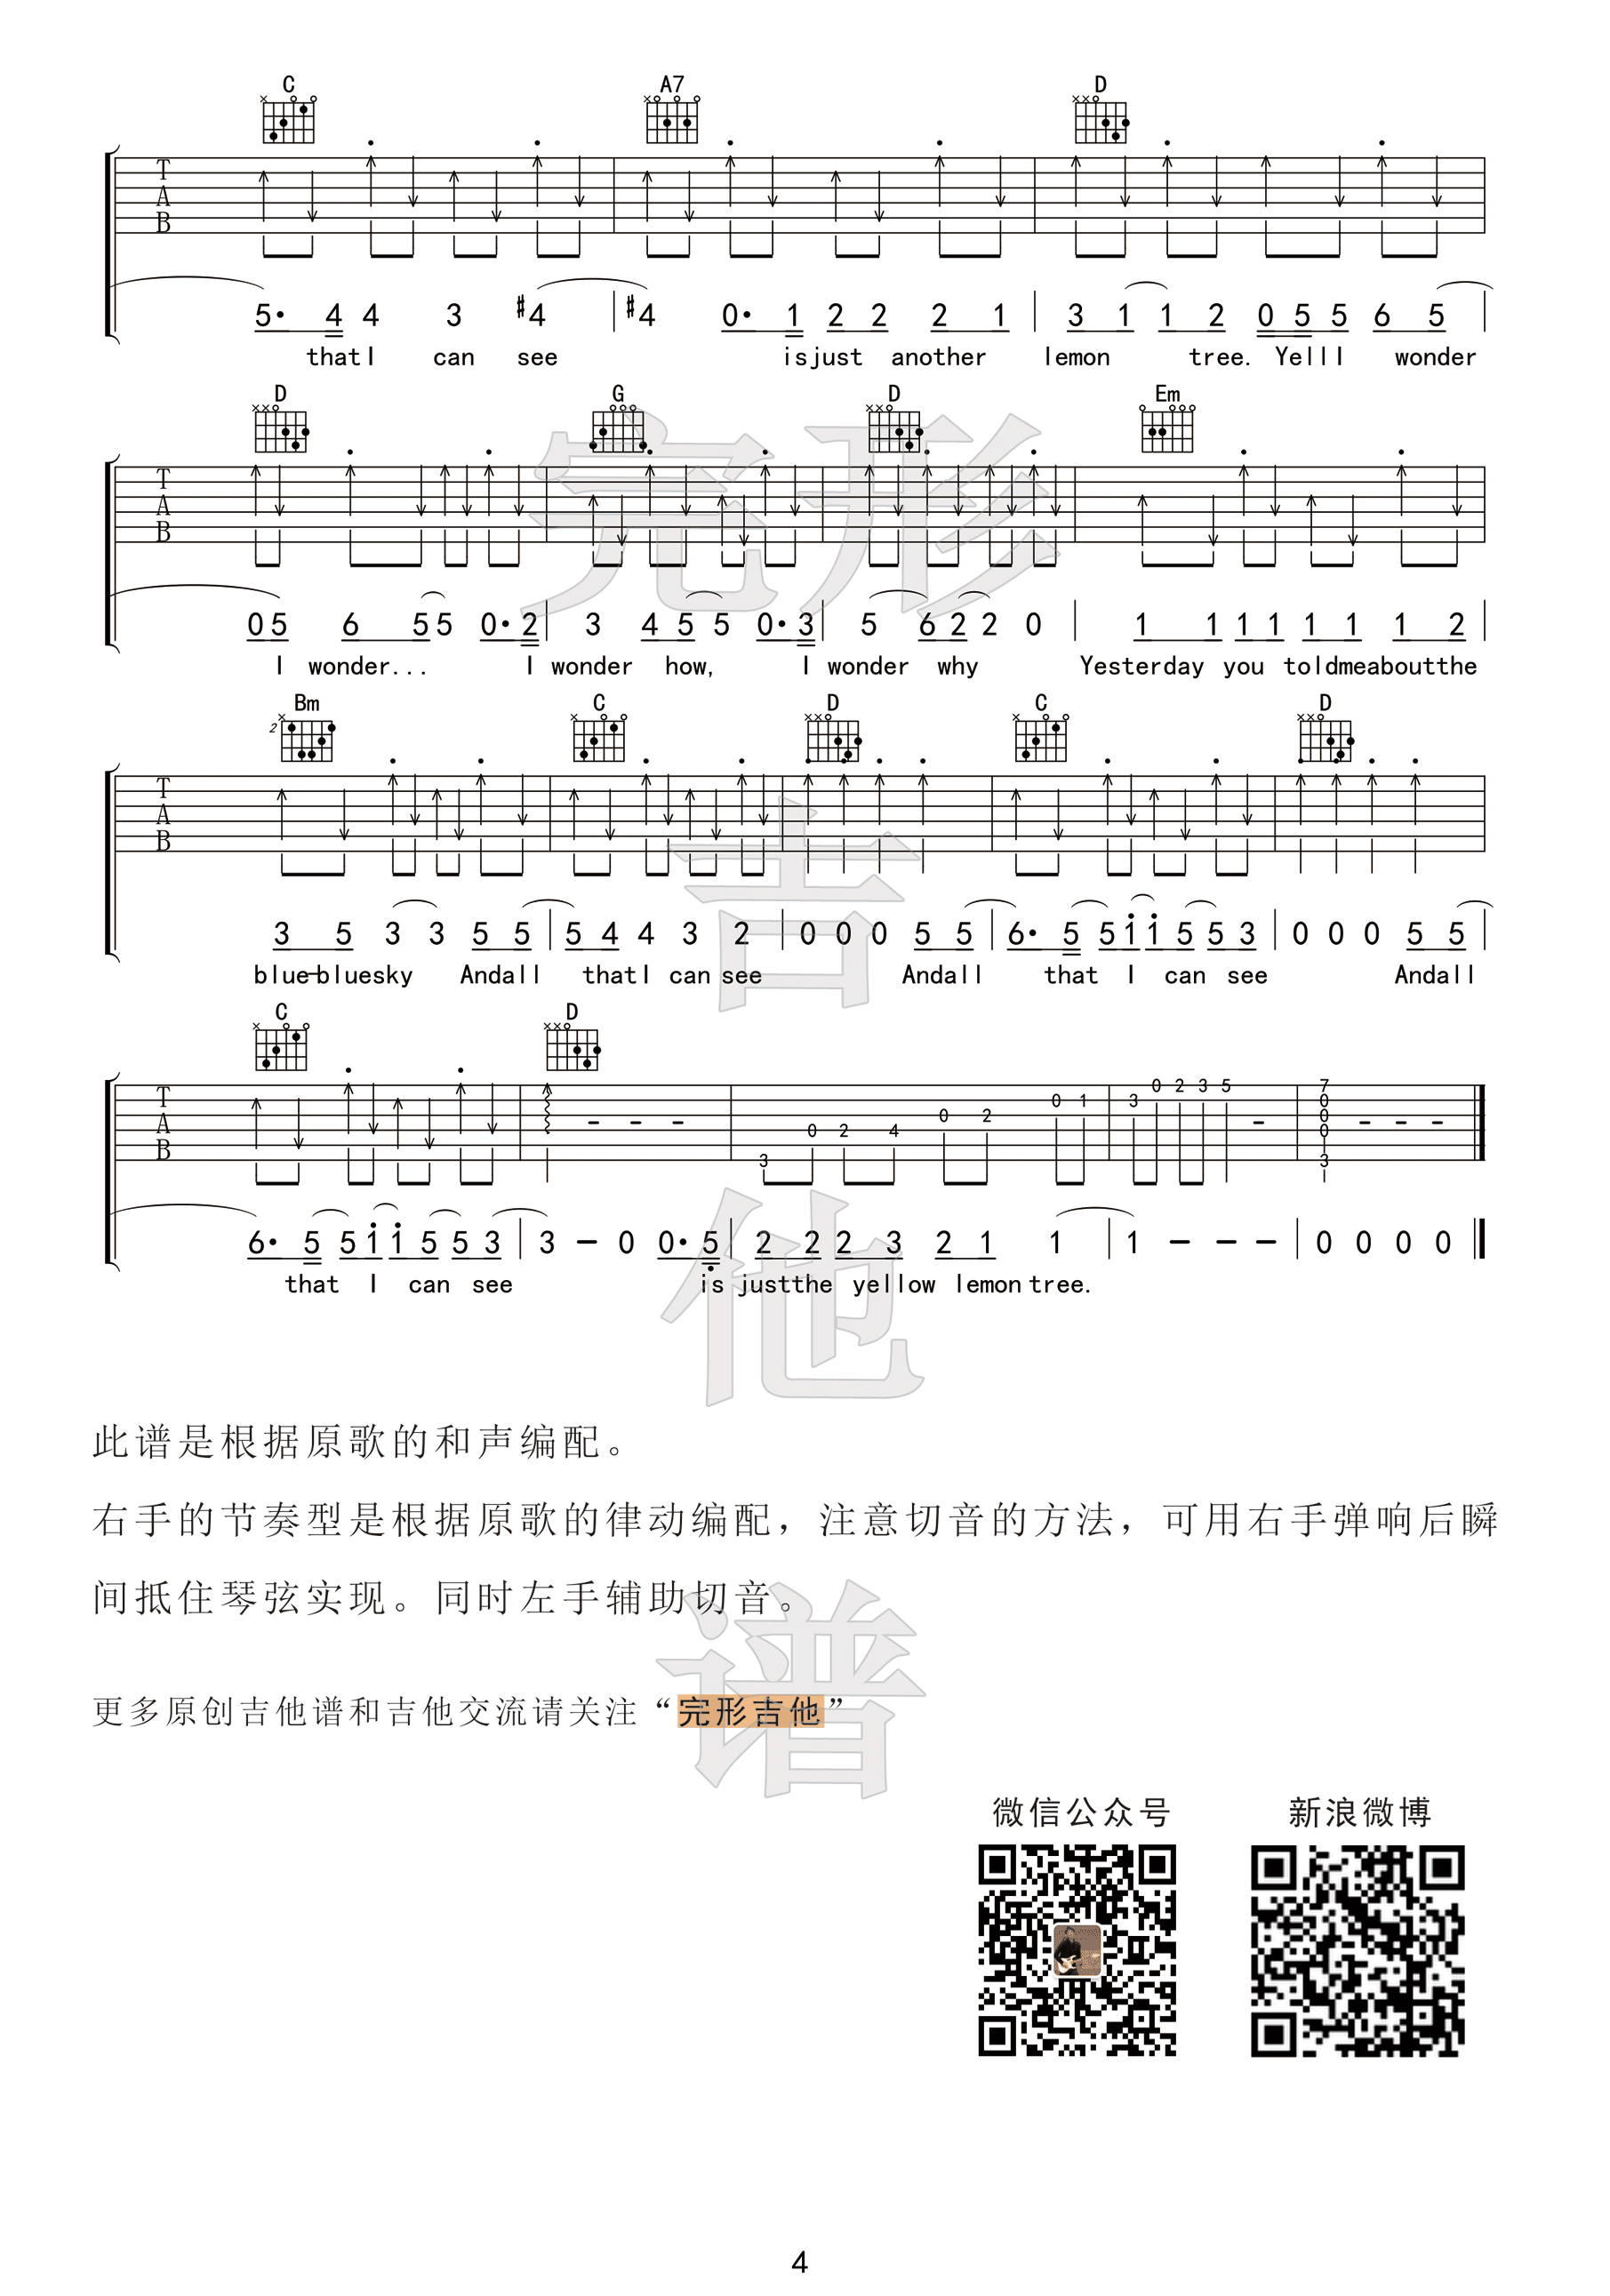 C A7 D
T
A
B
5· 4 4 3 #4 | #4 0· 1 2 2 2 1 | 3 1 1 2 0 5 5 6 5 |
thatI can see isjust another lemon tree. YellI wonder
D G D Em
T
A
B
0 5 6 5 5 0· 2 | 3 4 5 5 0· 3 | 5 6 2 2 0 | 1 1 1 1 1 1 1 2 |
I wonder... I wonder how, I wonder why Yesterday you toldmeaboutthe
Bm C D C D
2
T
A
B
3 5 3 3 5 5 | 5 4 4 3 2 | 0 0 0 5 5 | 6· 5 5 1 1 5 5 3 | 0 0 0 5 5 |
blue-bluesky Andall thatI can see Andall that I can see Andall
C D
T
A
B
- - - 3 0 2 4 0 2 0 1 3 0 2 3 5 - 7 0 0 0 3 - - -
6· 5 5 1 1 5 5 3 | 3 - 0 0· 5 | 2 2 2 3 2 1 1 | 1 - - - | 0 0 0 0
that I can see is justthe yellow lemon tree.
完形
吉
他
谱
此谱是根据原歌的和声编配。
右手的节奏型是根据原歌的律动编配，注意切音的方法，可用右手弹响后瞬
间抵住琴弦实现。同时左手辅助切音。
更多原创吉他谱和吉他交流请关注“完形吉他”
微信公众号 新浪微博
4